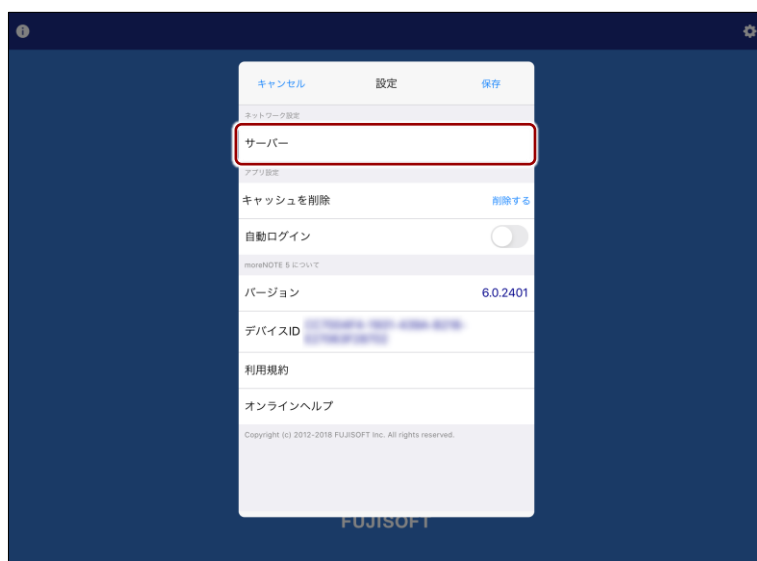 キャンセル 設定 保存
ネットワーク設定
サーバー
アプリ設定
キャッシュを削除 削除する
自動ログイン
moreNOTE 5 について
バージョン 6.0.2401
デバイスID
利用規約
オンラインヘルプ
Copyright (c) 2012-2018 FUJISOFT Inc. All rights reserved.
FUJISOFT